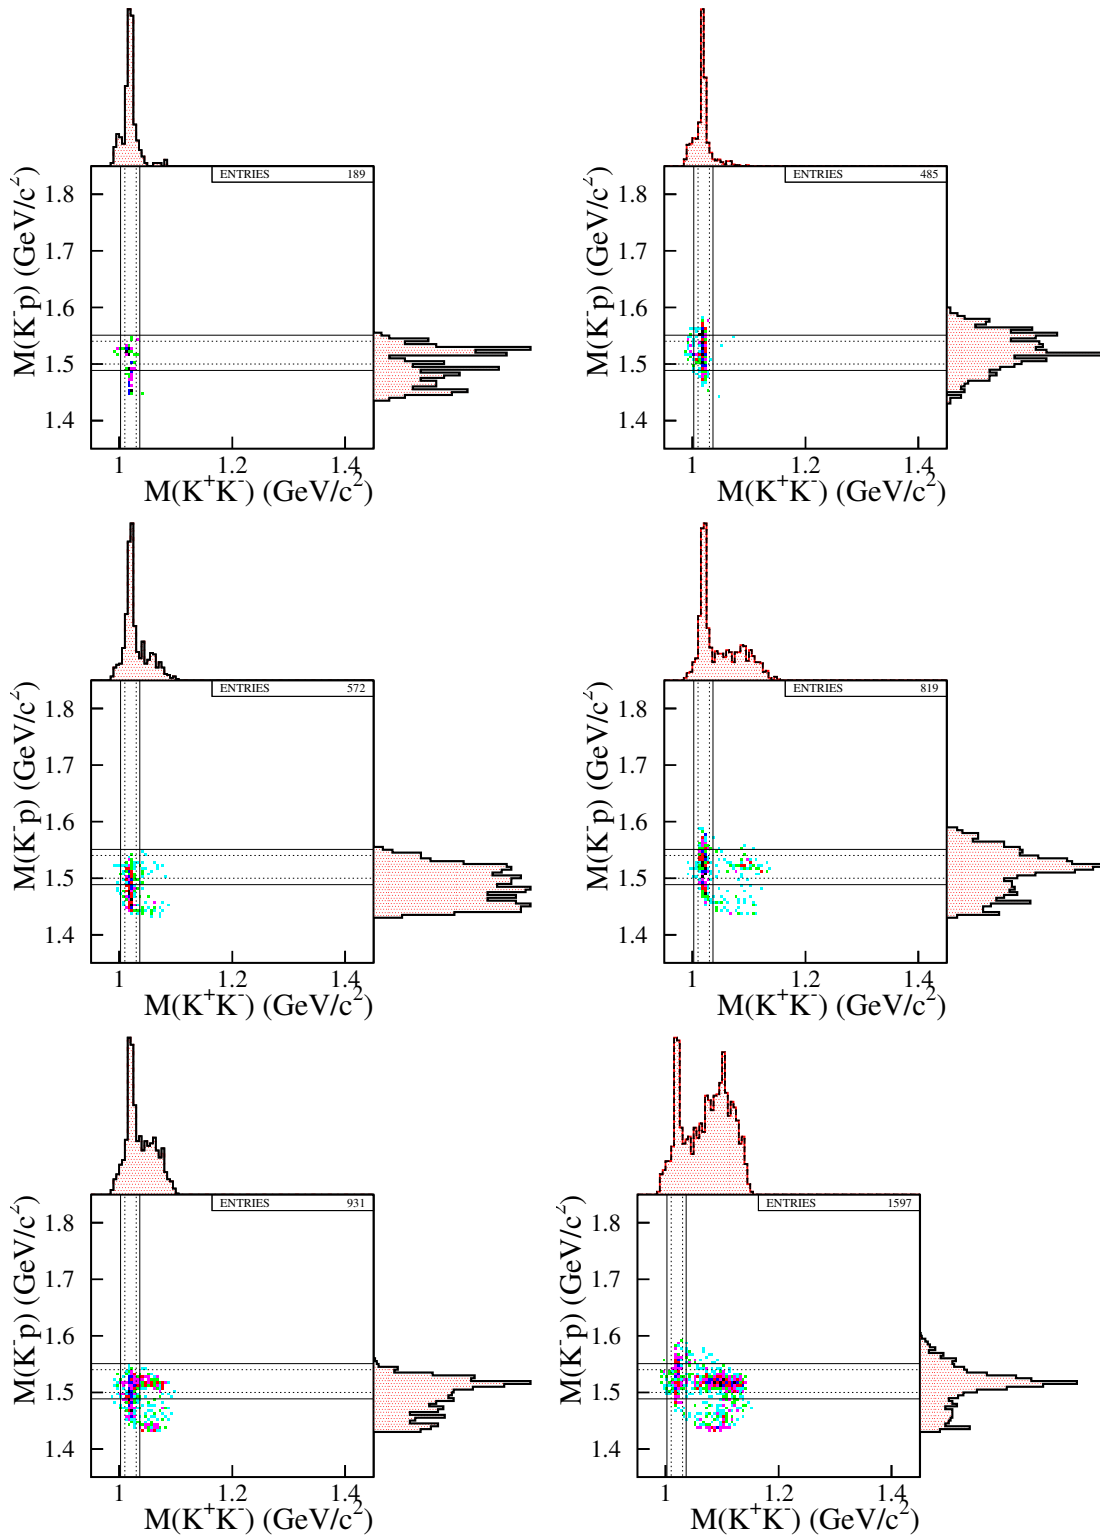 ENTRIES 189
1.8
1.7
1.6
1.5
1.4
M(K⁻p) (GeV/c²)
1 1.2 1.4
M(K⁺K⁻) (GeV/c²)
ENTRIES 485
1.8
1.7
1.6
1.5
1.4
M(K⁻p) (GeV/c²)
1 1.2 1.4
M(K⁺K⁻) (GeV/c²)
ENTRIES 572
1.8
1.7
1.6
1.5
1.4
M(K⁻p) (GeV/c²)
1 1.2 1.4
M(K⁺K⁻) (GeV/c²)
ENTRIES 819
1.8
1.7
1.6
1.5
1.4
M(K⁻p) (GeV/c²)
1 1.2 1.4
M(K⁺K⁻) (GeV/c²)
ENTRIES 931
1.8
1.7
1.6
1.5
1.4
M(K⁻p) (GeV/c²)
1 1.2 1.4
M(K⁺K⁻) (GeV/c²)
ENTRIES 1597
1.8
1.7
1.6
1.5
1.4
M(K⁻p) (GeV/c²)
1 1.2 1.4
M(K⁺K⁻) (GeV/c²)